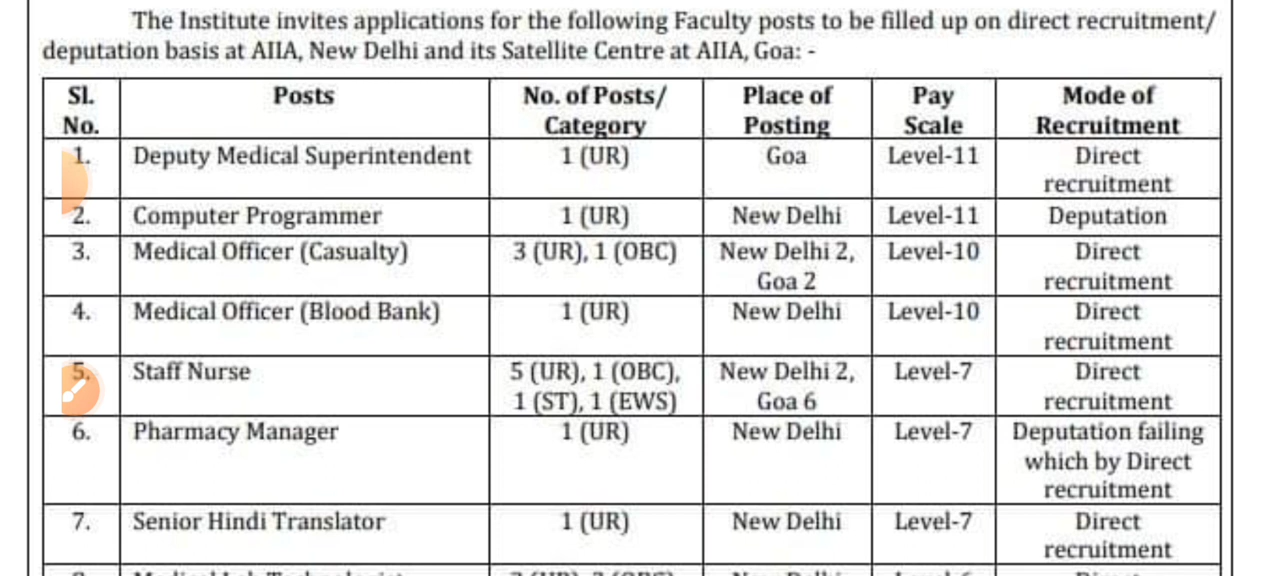 The Institute invites applications for the following Faculty posts to be filled up on direct recruitment/
deputation basis at AIIA, New Delhi and its Satellite Centre at AIIA, Goa: -
Sl. No. Posts No. of Posts/ Category Place of Posting Pay Scale Mode of Recruitment
1. Deputy Medical Superintendent 1 (UR) Goa Level-11 Direct recruitment
2. Computer Programmer 1 (UR) New Delhi Level-11 Deputation
3. Medical Officer (Casualty) 3 (UR), 1 (OBC) New Delhi 2, Goa 2 Level-10 Direct recruitment
4. Medical Officer (Blood Bank) 1 (UR) New Delhi Level-10 Direct recruitment
5. Staff Nurse 5 (UR), 1 (OBC), 1 (ST), 1 (EWS) New Delhi 2, Goa 6 Level-7 Direct recruitment
6. Pharmacy Manager 1 (UR) New Delhi Level-7 Deputation failing which by Direct recruitment
7. Senior Hindi Translator 1 (UR) New Delhi Level-7 Direct recruitment